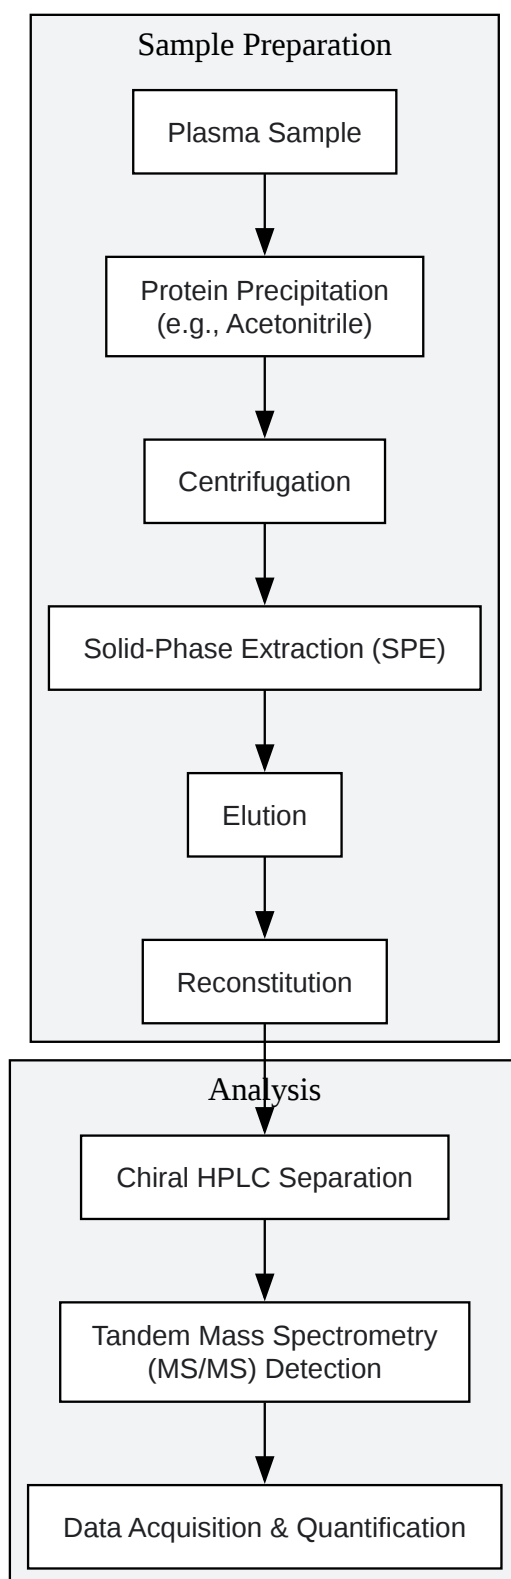 Sample Preparation
Plasma Sample
Protein Precipitation
(e.g., Acetonitrile)
Centrifugation
Solid-Phase Extraction (SPE)
Elution
Reconstitution
Analysis
Chiral HPLC Separation
Tandem Mass Spectrometry
(MS/MS) Detection
Data Acquisition & Quantification